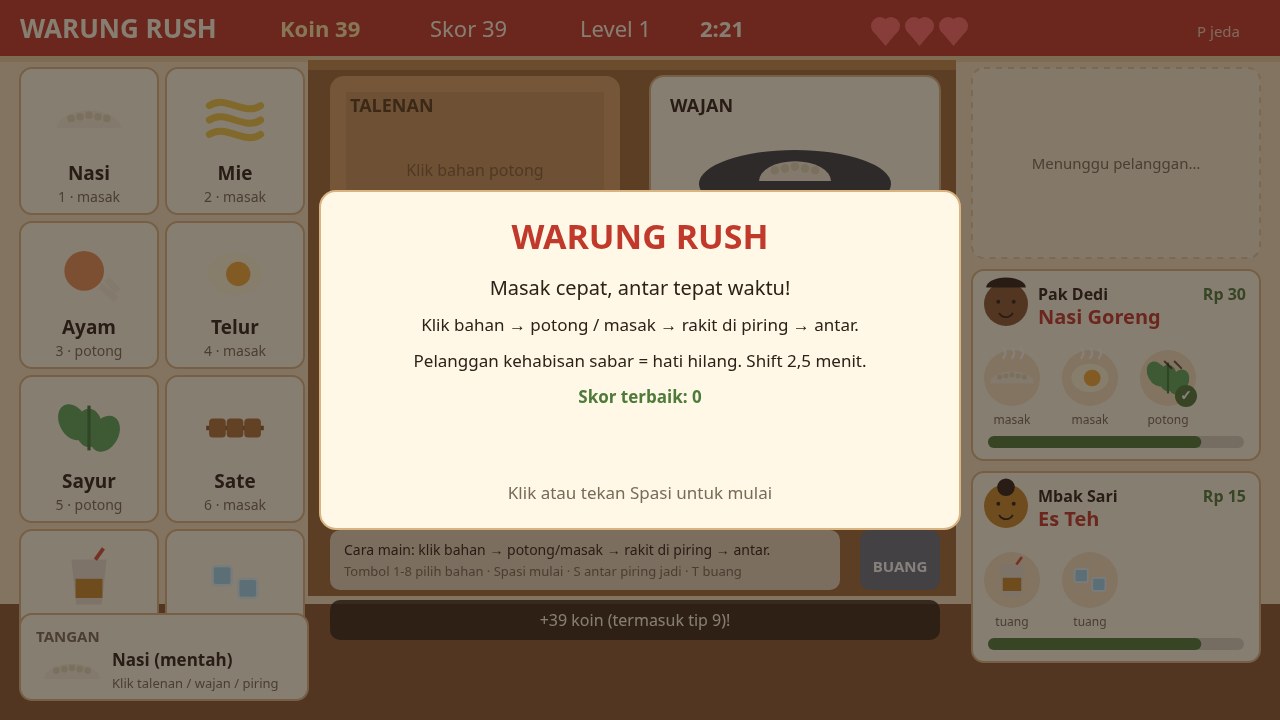 WARUNG RUSH
Koin 39
Skor 39
Level 1
2:21
P jeda
Nasi
1 · masak
Mie
2 · masak
Ayam
3 · potong
Telur
4 · masak
Sayur
5 · potong
Sate
6 · masak
TANGAN
Nasi (mentah)
Klik talenan / wajan / piring
TALENAN
Klik bahan potong
WAJAN
WARUNG RUSH
Masak cepat, antar tepat waktu!
Klik bahan → potong / masak → rakit di piring → antar.
Pelanggan kehabisan sabar = hati hilang. Shift 2,5 menit.
Skor terbaik: 0
Klik atau tekan Spasi untuk mulai
Cara main: klik bahan → potong/masak → rakit di piring → antar.
Tombol 1-8 pilih bahan · Spasi mulai · S antar piring jadi · T buang
BUANG
+39 koin (termasuk tip 9)!
Menunggu pelanggan...
Pak Dedi
Rp 30
Nasi Goreng
masak
masak
potong
Mbak Sari
Rp 15
Es Teh
tuang
tuang